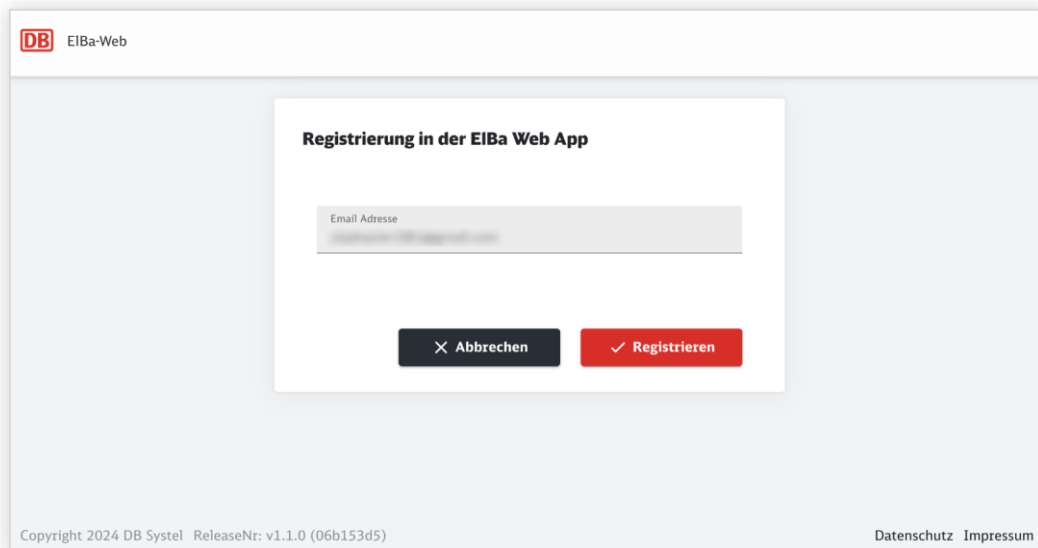 DB ElBa-Web
Registrierung in der ElBa Web App
Email Adresse
Abbrechen Registrieren
Copyright 2024 DB Systel ReleaseNr: v1.1.0 (06b153d5) Datenschutz Impressum